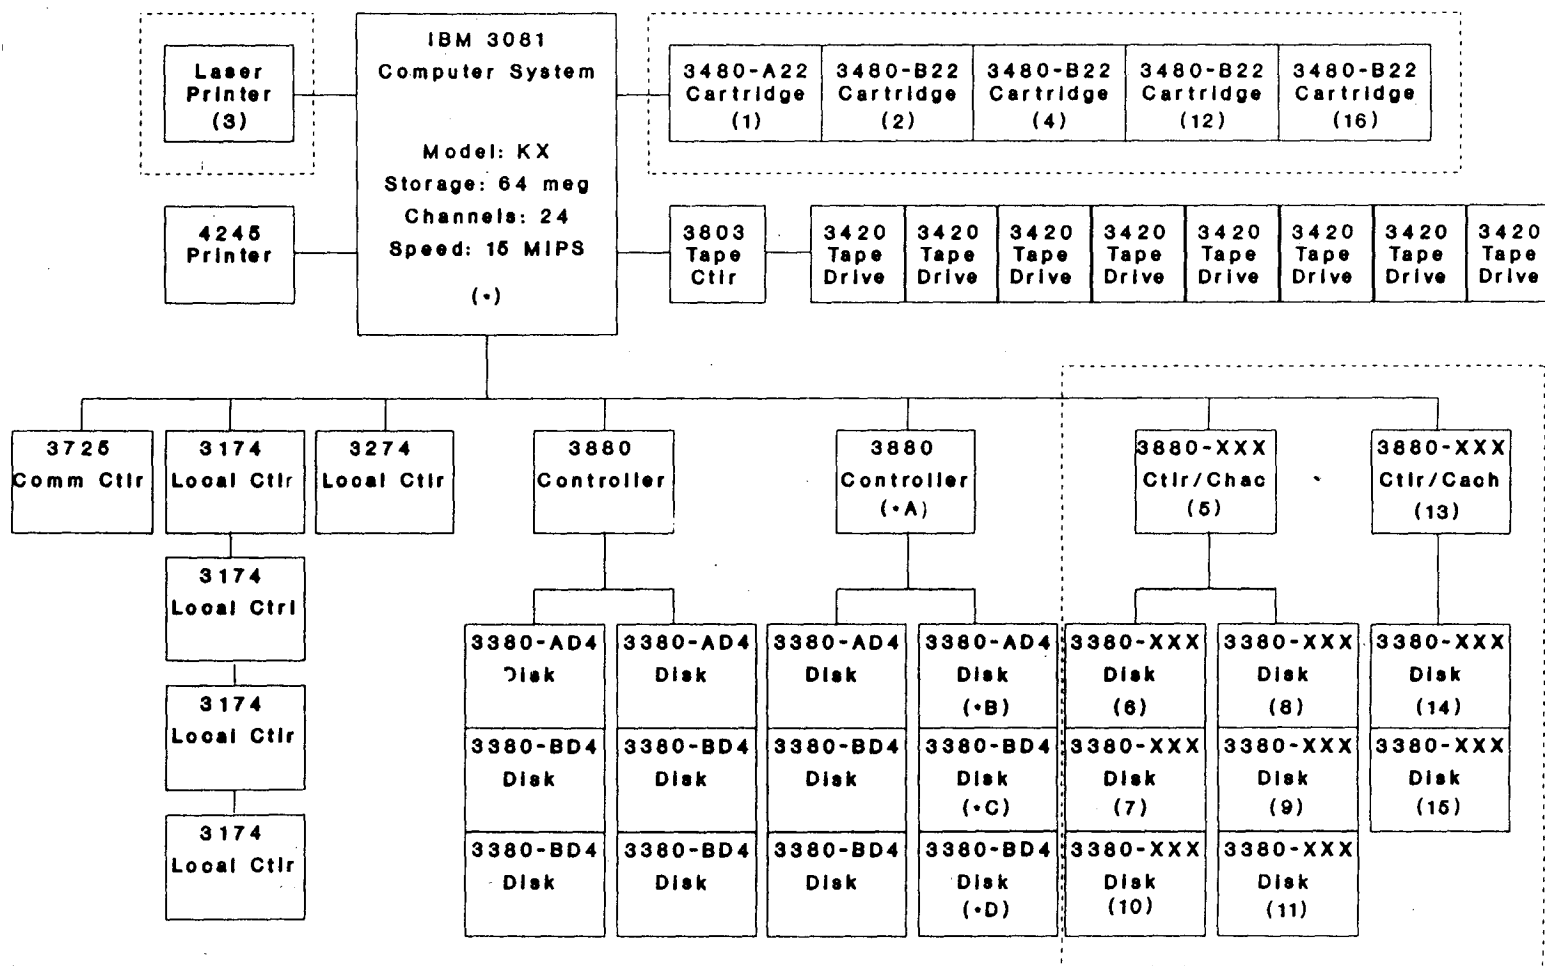 IBM 3081
Computer System
Model: KX
Storage: 64 meg
Channels: 24
Speed: 15 MIPS
(*)
Laser
Printer
(3)
3480-A22
Cartridge
(1)
3480-B22
Cartridge
(2)
3480-B22
Cartridge
(4)
3480-B22
Cartridge
(12)
3480-B22
Cartridge
(16)
4245
Printer
3803
Tape
Ctlr
3420
Tape
Drive
3420
Tape
Drive
3420
Tape
Drive
3420
Tape
Drive
3420
Tape
Drive
3420
Tape
Drive
3420
Tape
Drive
3420
Tape
Drive
3725
Comm Ctlr
3174
Local Ctlr
3274
Local Ctlr
3880
Controller
3880
Controller
(*A)
3880-XXX
Ctlr/Chac
(5)
3880-XXX
Ctlr/Cach
(13)
3174
Local Ctrl
3174
Local Ctlr
3174
Local Ctlr
3380-AD4
Disk
3380-AD4
Disk
3380-AD4
Disk
3380-AD4
Disk
(*B)
3380-XXX
Disk
(6)
3380-XXX
Disk
(8)
3380-XXX
Disk
(14)
3380-BD4
Disk
3380-BD4
Disk
3380-BD4
Disk
3380-BD4
Disk
(*C)
3380-XXX
Disk
(7)
3380-XXX
Disk
(9)
3380-XXX
Disk
(15)
3380-BD4
Disk
3380-BD4
Disk
3380-BD4
Disk
3380-BD4
Disk
(*D)
3380-XXX
Disk
(10)
3380-XXX
Disk
(11)